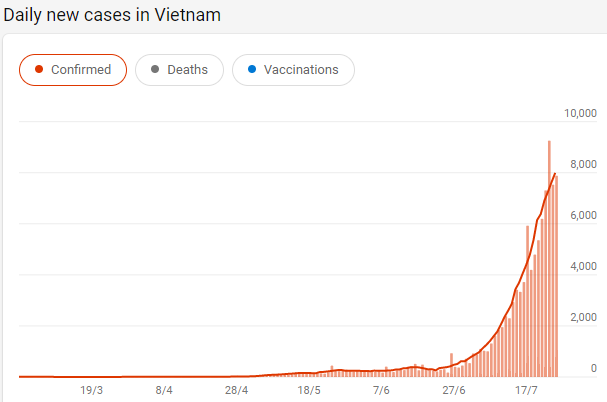 Daily new cases in Vietnam
Confirmed Deaths Vaccinations
10,000
8,000
6,000
4,000
2,000
0
19/3 8/4 28/4 18/5 7/6 27/6 17/7